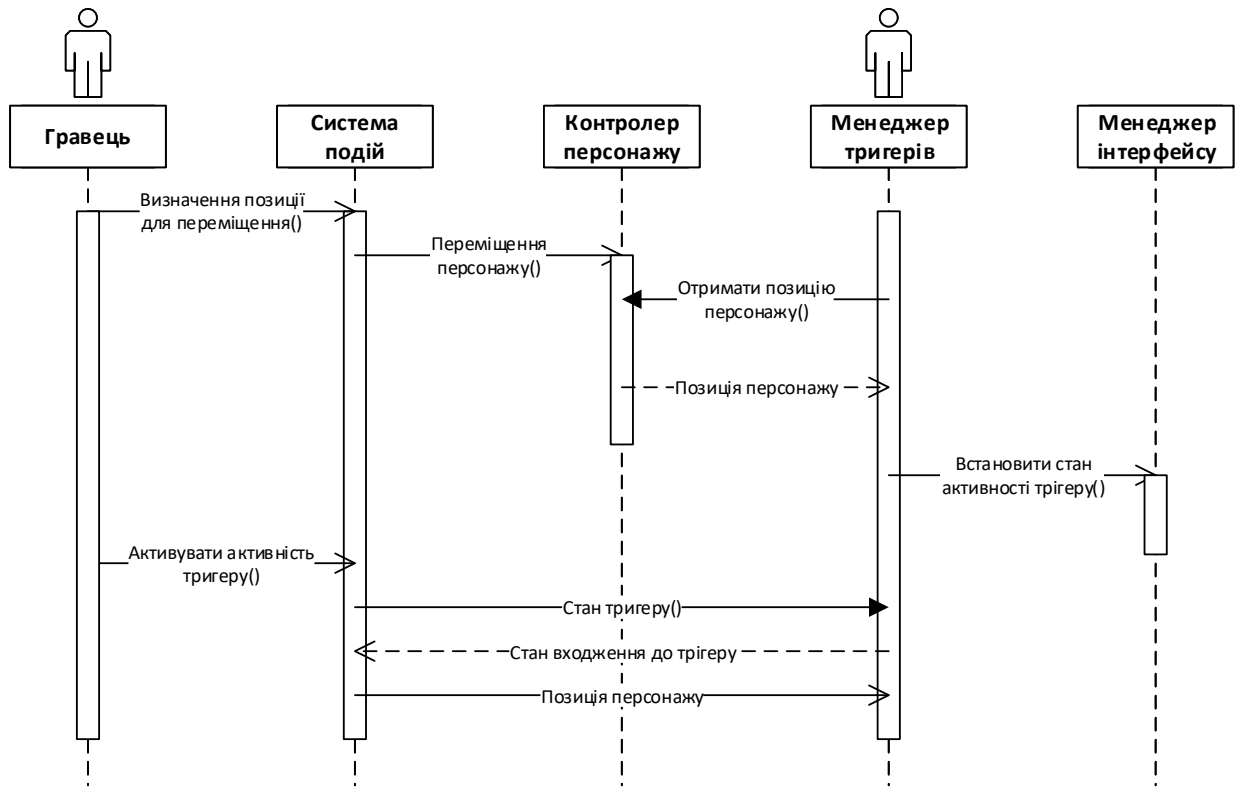 Гравець
Система
подій
Контролер
персонажу
Менеджер
тригерів
Менеджер
інтерфейсу
Визначення позиції
для переміщення()
Переміщення
персонажу()
Отримати позицію
персонажу()
Позиція персонажу
Встановити стан
активності трігеру()
Активувати активність
тригеру()
Стан тригеру()
Стан входження до трігеру
Позиція персонажу